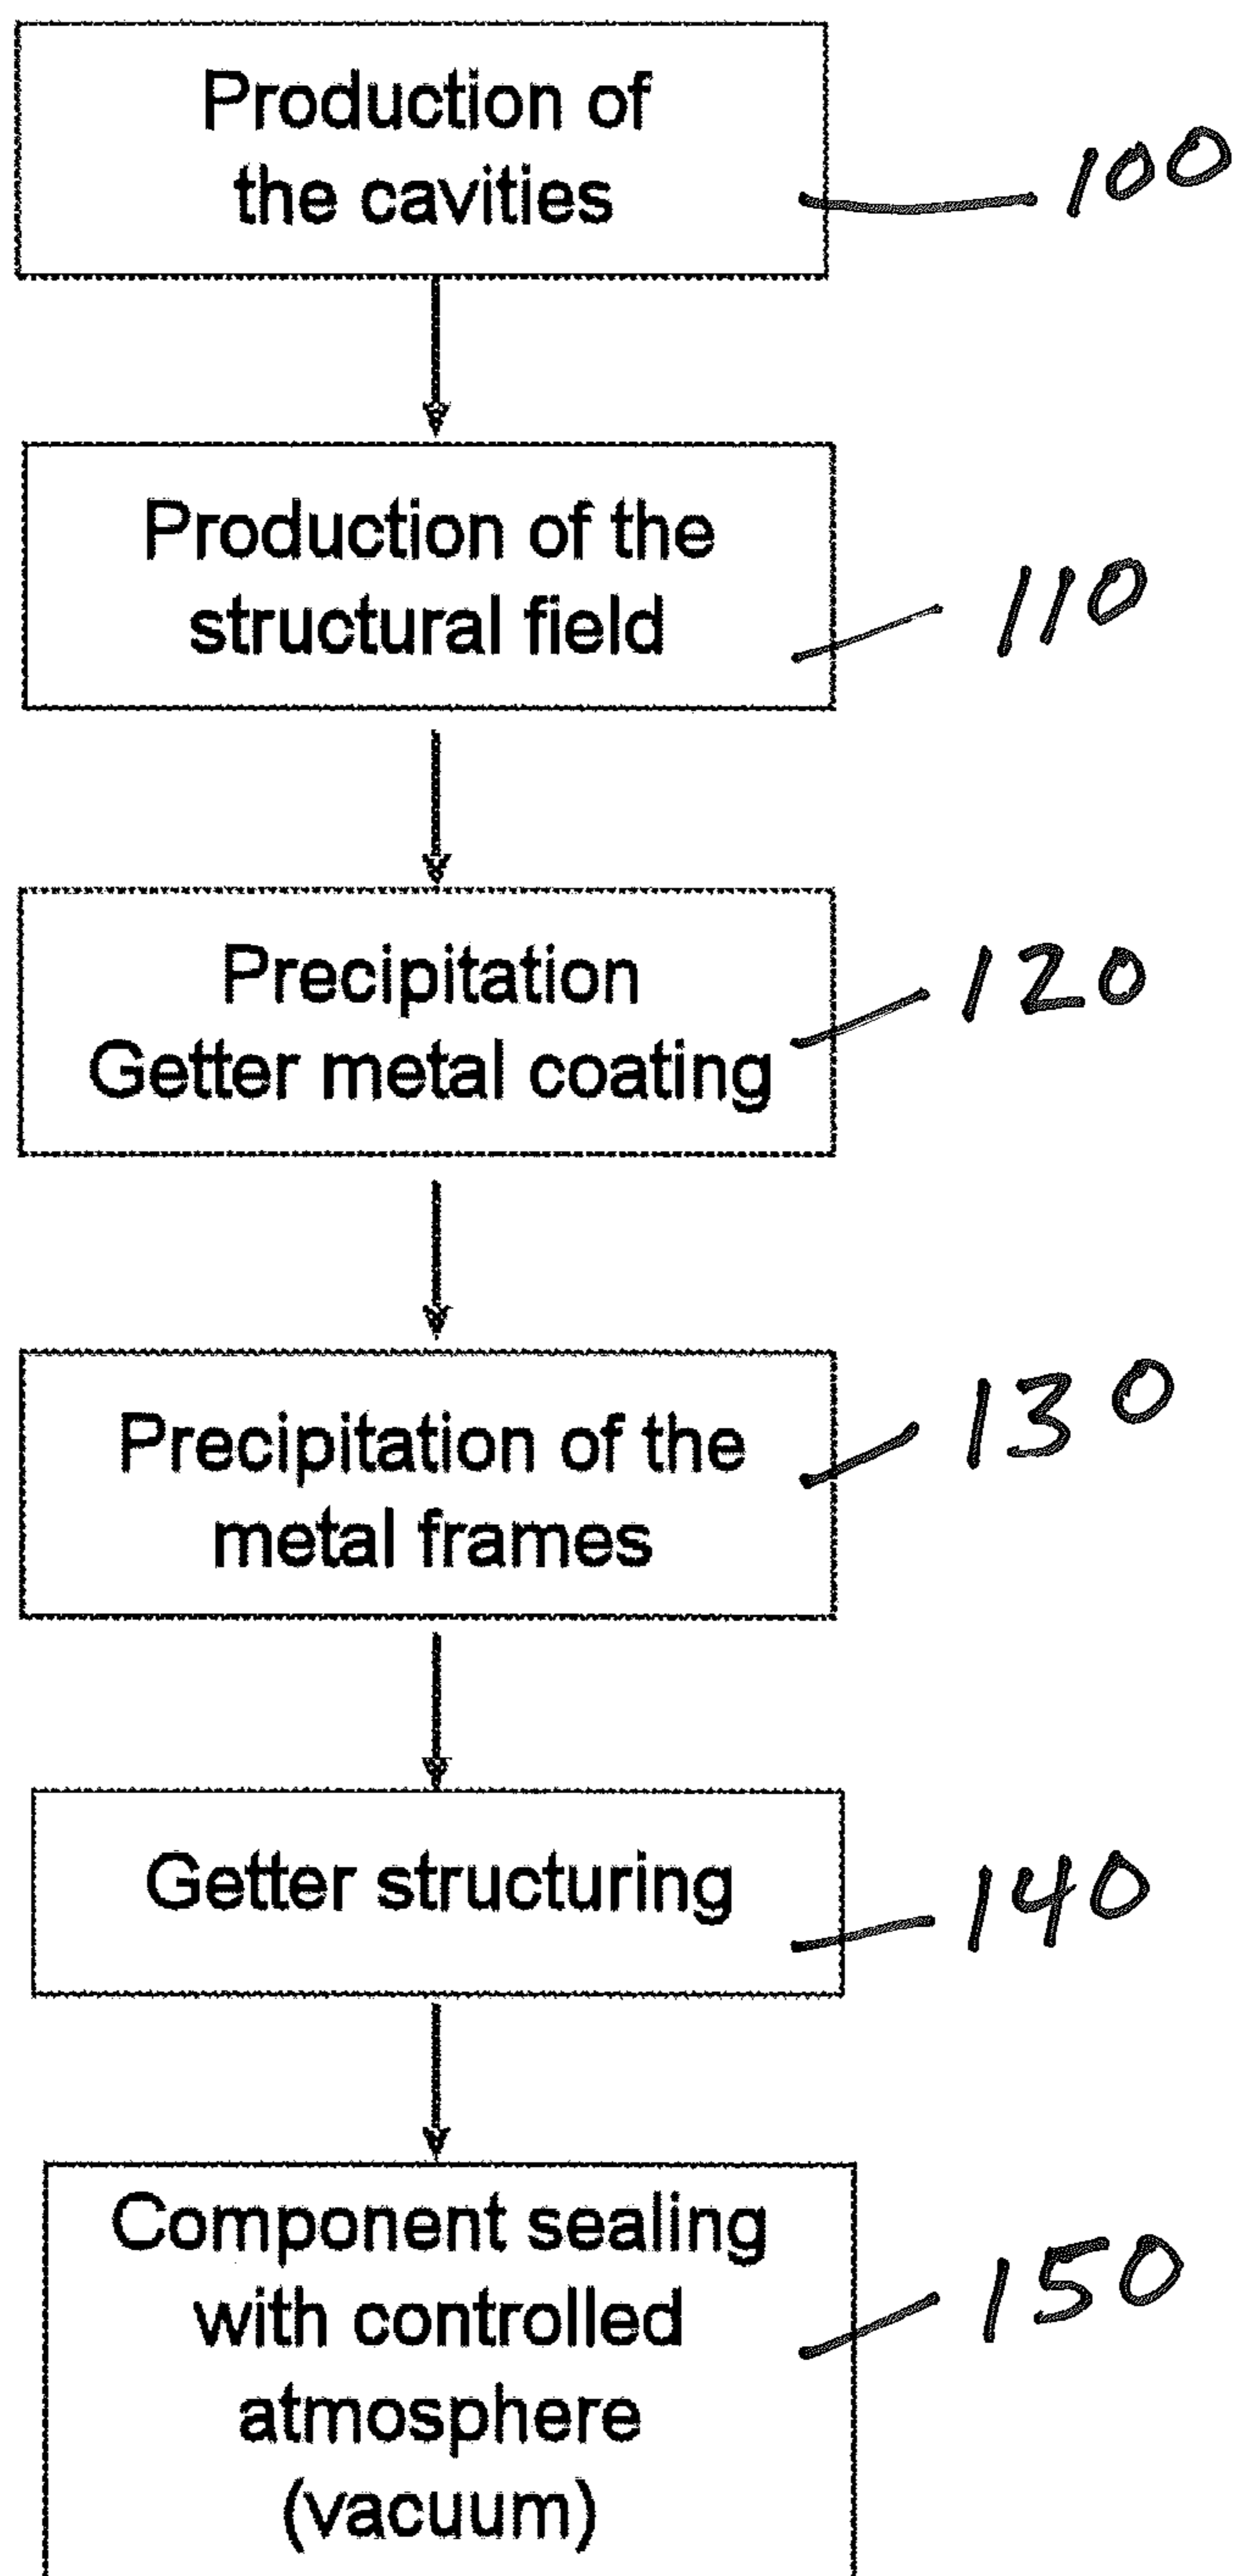 Production of
the cavities
100
Production of the
structural field
110
Precipitation
Getter metal coating
120
Precipitation of the
metal frames
130
Getter structuring
140
Component sealing
with controlled
atmosphere
(vacuum)
150